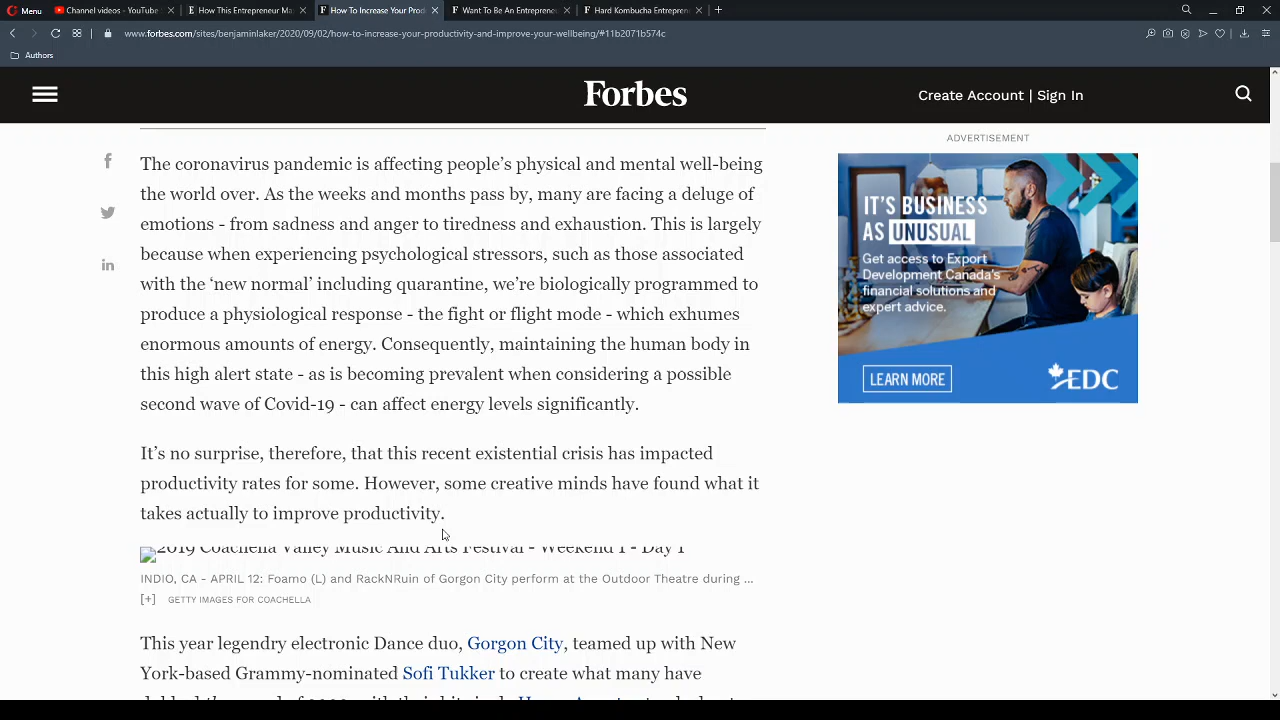 Menu
Channel videos - YouTube
How This Entrepreneur Ma
How To Increase Your Prod
Want To Be An Entrepreneur
Hard Kombucha Entrepren
www.forbes.com/sites/benjaminlaker/2020/09/02/how-to-increase-your-productivity-and-improve-your-wellbeing/#11b2071b574c
Authors
Forbes
Create Account | Sign In
ADVERTISEMENT
The coronavirus pandemic is affecting people's physical and mental well-being
the world over. As the weeks and months pass by, many are facing a deluge of
emotions - from sadness and anger to tiredness and exhaustion. This is largely
because when experiencing psychological stressors, such as those associated
with the ‘new normal’ including quarantine, we're biologically programmed to
produce a physiological response - the fight or flight mode - which exhumes
enormous amounts of energy. Consequently, maintaining the human body in
this high alert state - as is becoming prevalent when considering a possible
second wave of Covid-19 - can affect energy levels significantly.
It's no surprise, therefore, that this recent existential crisis has impacted
productivity rates for some. However, some creative minds have found what it
takes actually to improve productivity.
2019 Coachella Valley Music And Arts Festival - Weekend 1 - Day 1
INDIO, CA - APRIL 12: Foamo (L) and RackNRuin of Gorgon City perform at the Outdoor Theatre during ...
[+] GETTY IMAGES FOR COACHELLA
This year legendry electronic Dance duo, Gorgon City, teamed up with New
York-based Grammy-nominated Sofi Tukker to create what many have
IT'S BUSINESS
AS UNUSUAL
Get access to Export
Development Canada's
financial solutions and
expert advice.
LEARN MORE
EDC